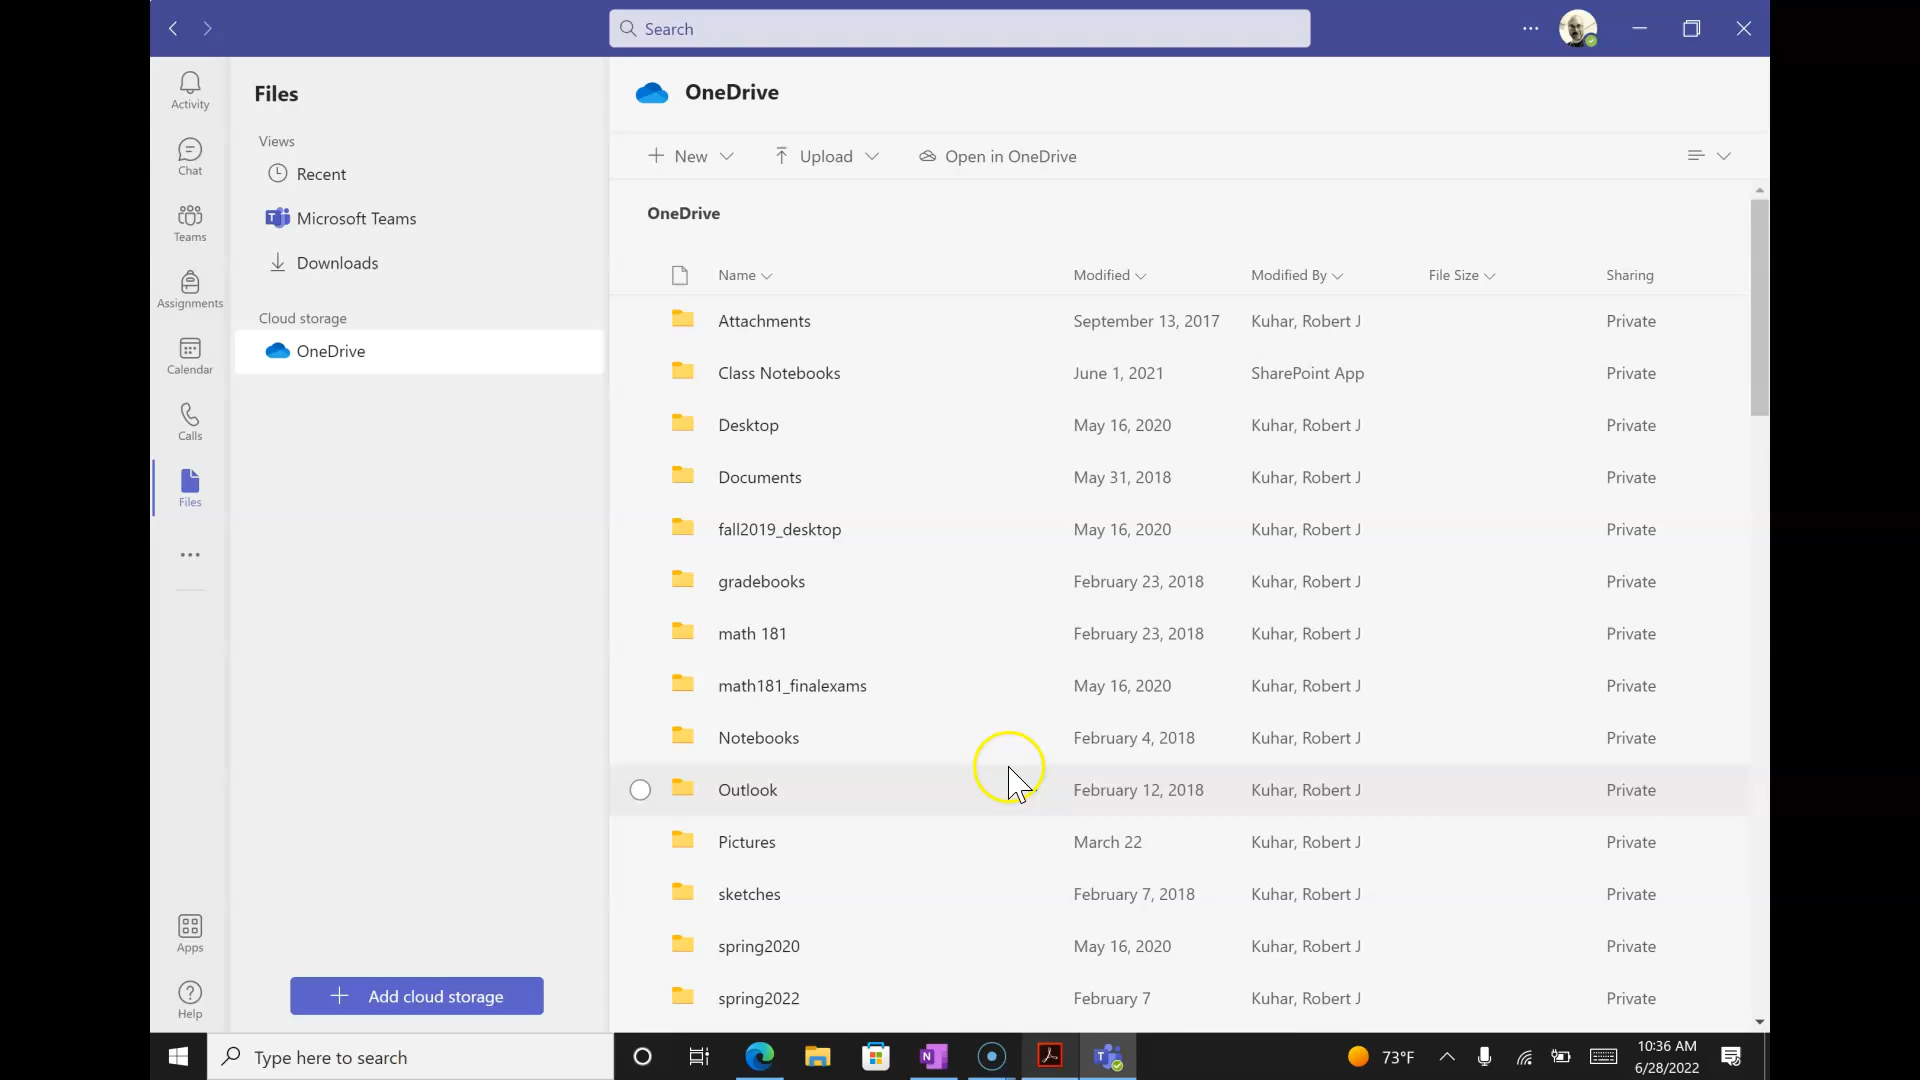 Search
Activity
Chat
Teams
Assignments
Calendar
Calls
Files
Apps
Help
Files
Views
Recent
Microsoft Teams
Downloads
Cloud storage
OneDrive
Add cloud storage
OneDrive
New
Upload
Open in OneDrive
OneDrive
Name Modified Modified By File Size Sharing
Attachments September 13, 2017 Kuhar, Robert J Private
Class Notebooks June 1, 2021 SharePoint App Private
Desktop May 16, 2020 Kuhar, Robert J Private
Documents May 31, 2018 Kuhar, Robert J Private
fall2019_desktop May 16, 2020 Kuhar, Robert J Private
gradebooks February 23, 2018 Kuhar, Robert J Private
math 181 February 23, 2018 Kuhar, Robert J Private
math181_finalexams May 16, 2020 Kuhar, Robert J Private
Notebooks February 4, 2018 Kuhar, Robert J Private
Outlook February 12, 2018 Kuhar, Robert J Private
Pictures March 22 Kuhar, Robert J Private
sketches February 7, 2018 Kuhar, Robert J Private
spring2020 May 16, 2020 Kuhar, Robert J Private
spring2022 February 7 Kuhar, Robert J Private
Type here to search
73°F
10:36 AM
6/28/2022